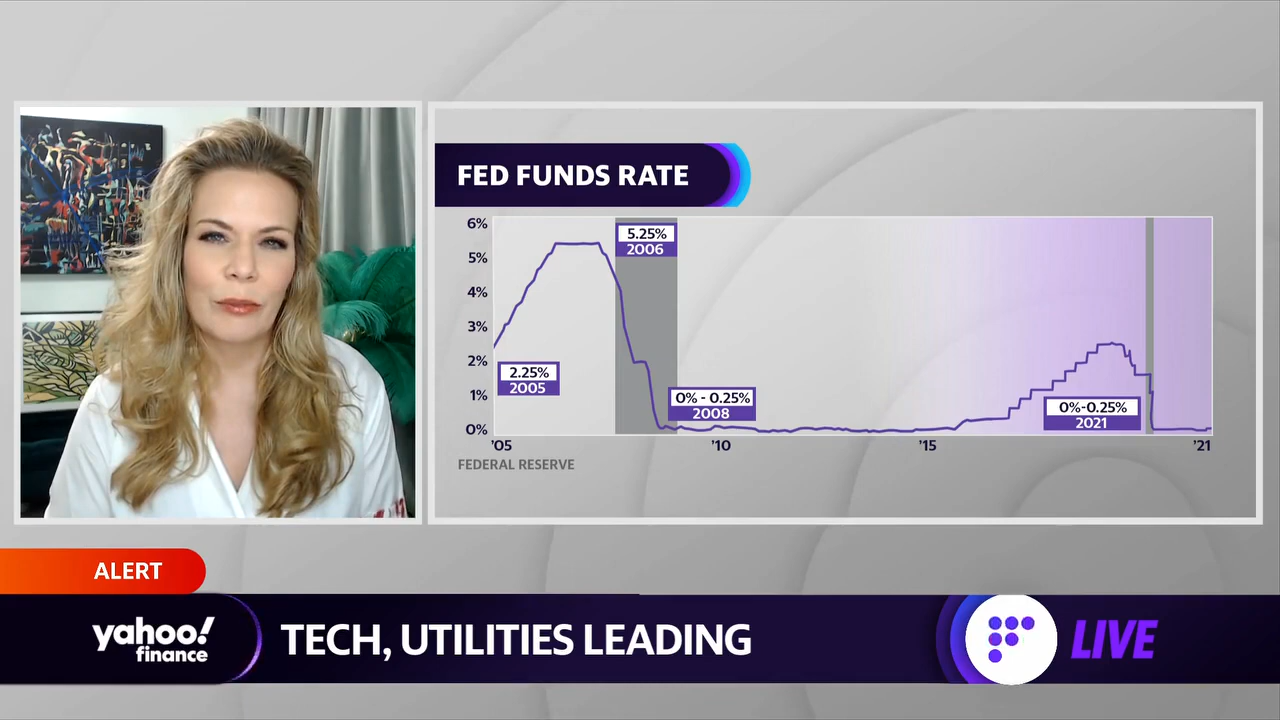 FED FUNDS RATE
6%
5%
4%
3%
2%
1%
0%
5.25%
2006
2.25%
2005
0% - 0.25%
2008
0%-0.25%
2021
'05
'10
'15
'21
FEDERAL RESERVE
ALERT
yahoo!
finance
TECH, UTILITIES LEADING
LIVE